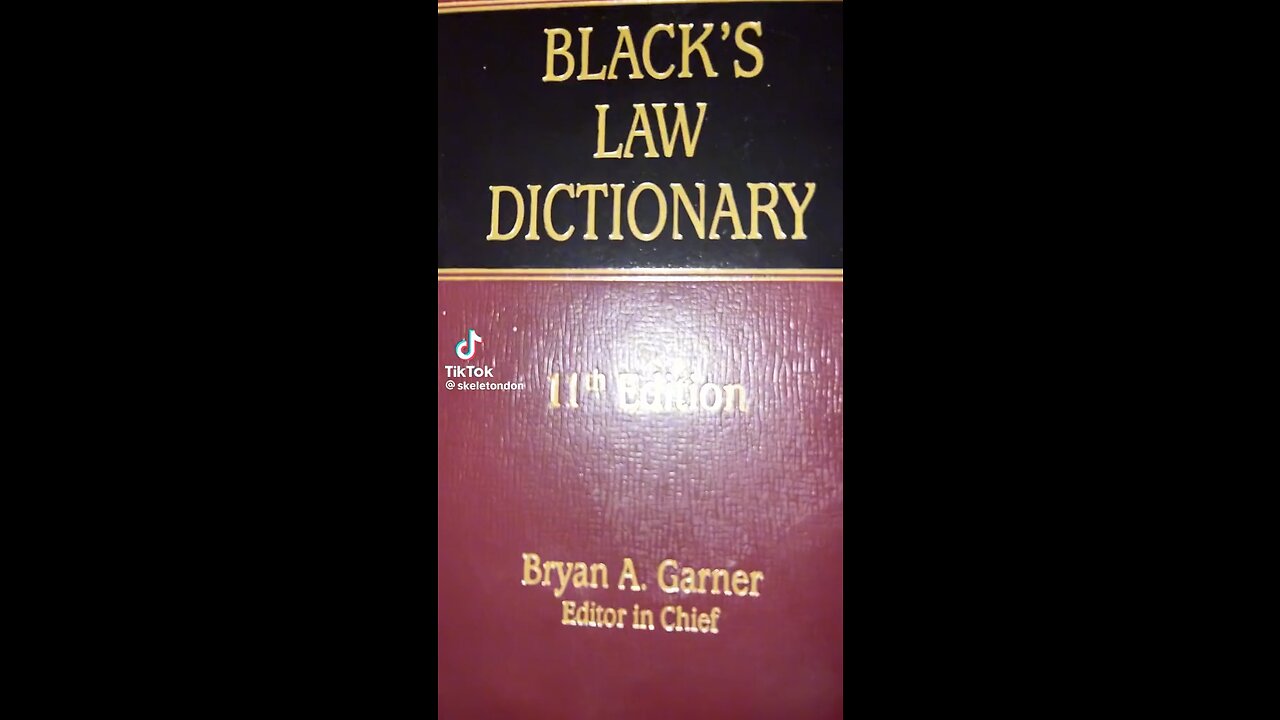 BLACK'S
LAW
DICTIONARY
TikTok
@ skeletondon
11th Edition
Bryan A. Garner
Editor in Chief